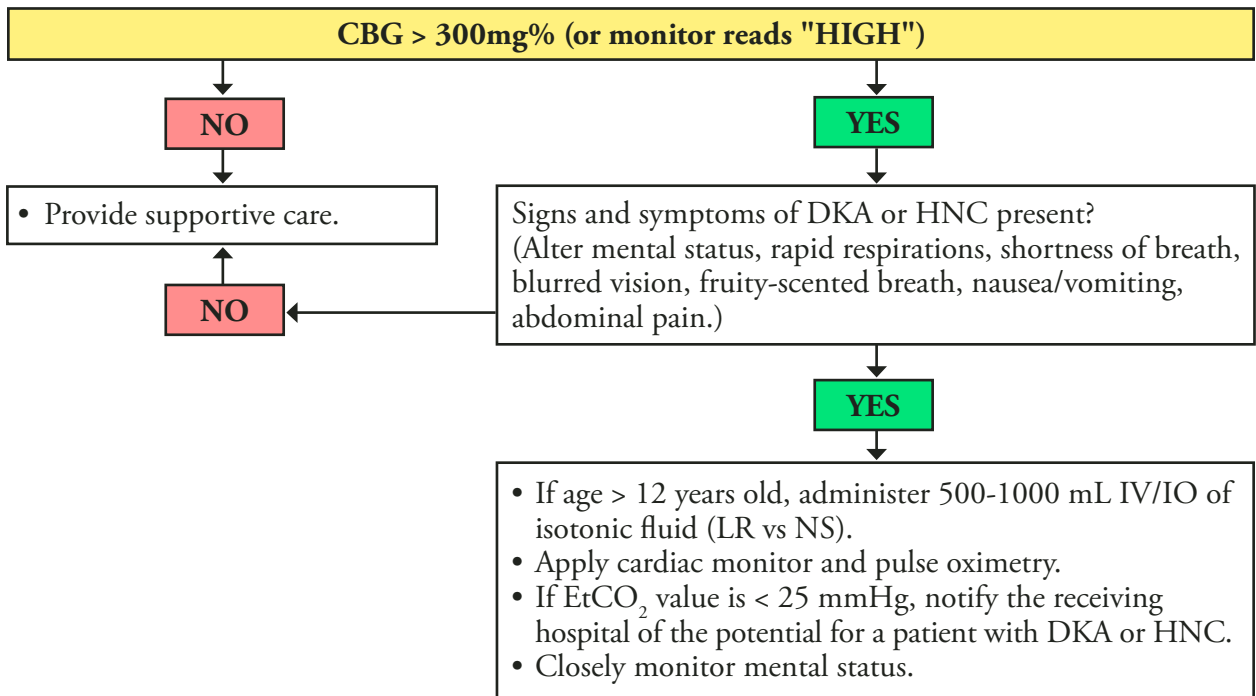 CBG > 300mg% (or monitor reads "HIGH")
NO
YES
• Provide supportive care.
Signs and symptoms of DKA or HNC present?
(Alter mental status, rapid respirations, shortness of breath,
blurred vision, fruity-scented breath, nausea/vomiting,
abdominal pain.)
NO
YES
• If age > 12 years old, administer 500-1000 mL IV/IO of
isotonic fluid (LR vs NS).
• Apply cardiac monitor and pulse oximetry.
• If EtCO₂ value is < 25 mmHg, notify the receiving
hospital of the potential for a patient with DKA or HNC.
• Closely monitor mental status.